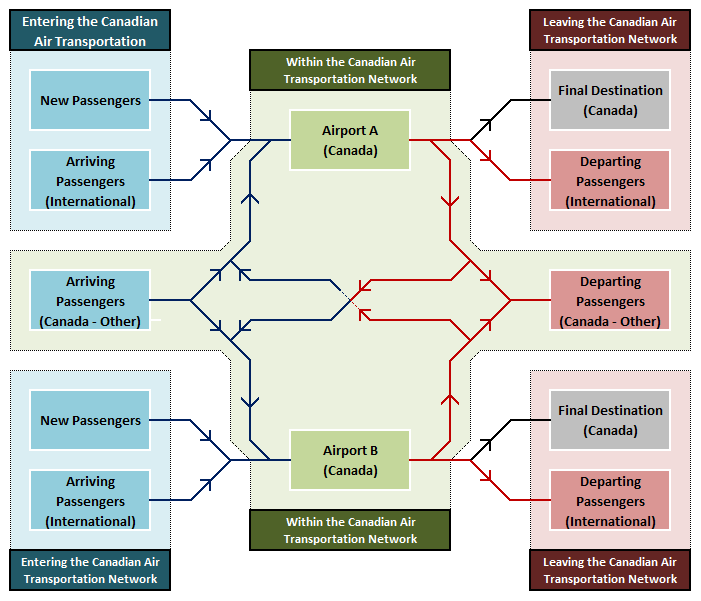 Entering the Canadian
Air Transportation
Within the Canadian Air
Transportation Network
Leaving the Canadian Air
Transportation Network
New Passengers
Airport A
(Canada)
Final Destination
(Canada)
Arriving
Passengers
(International)
Departing
Passengers
(International)
Arriving
Passengers
(Canada - Other)
Departing
Passengers
(Canada - Other)
New Passengers
Airport B
(Canada)
Final Destination
(Canada)
Arriving
Passengers
(International)
Departing
Passengers
(International)
Within the Canadian Air
Transportation Network
Entering the Canadian Air
Transportation Network
Leaving the Canadian Air
Transportation Network